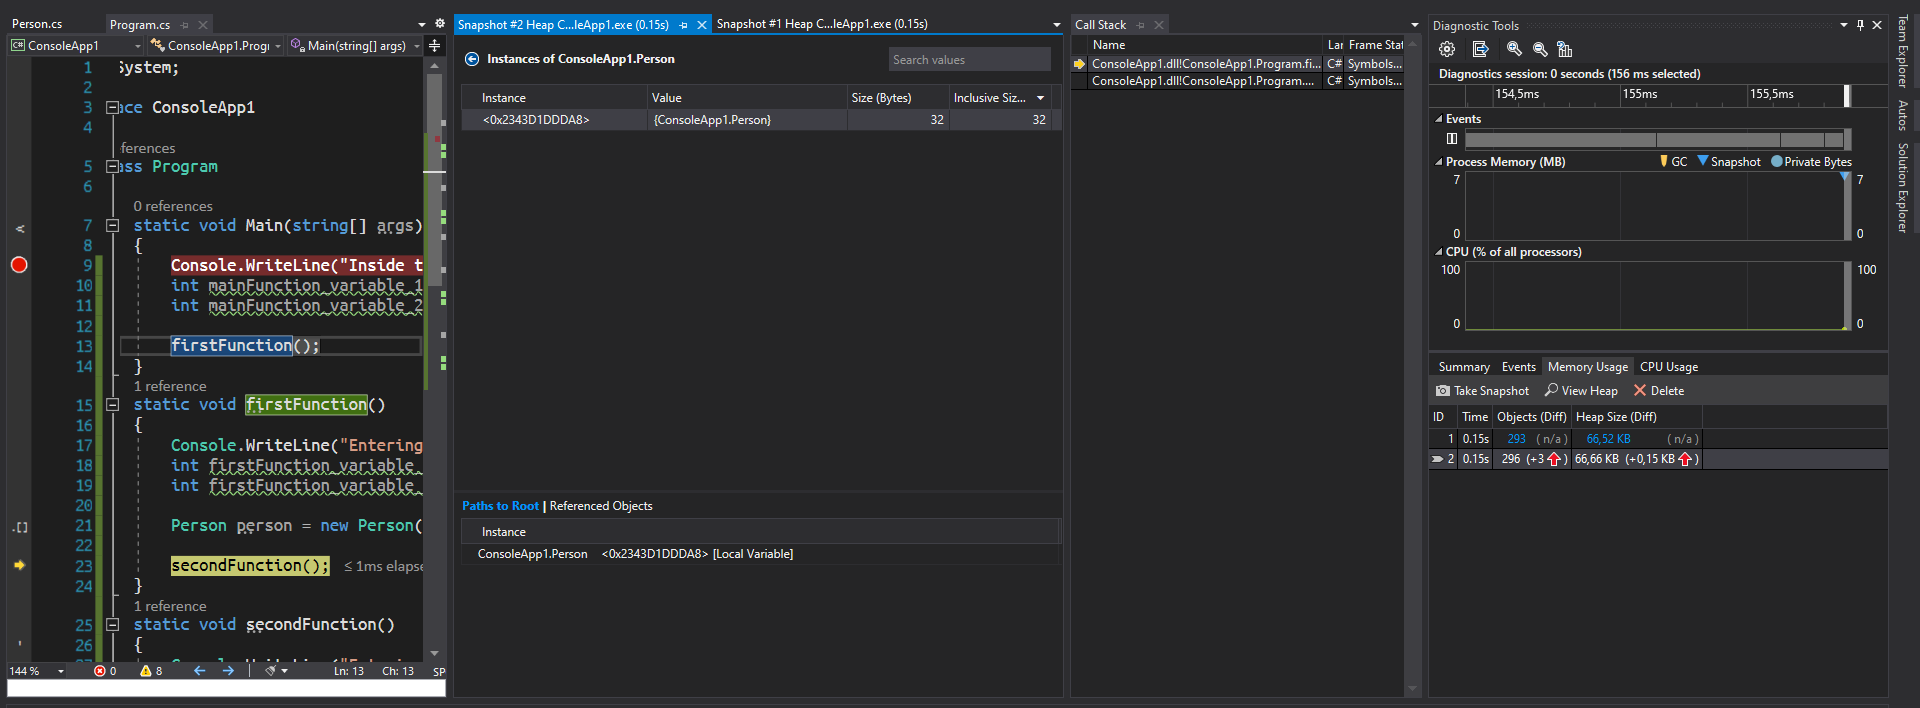 Person.cs
Program.cs
ConsoleApp1
ConsoleApp1.Progr
Main(string[] args)
1 System;
2
3 ace ConsoleApp1
4
ferences
5 ass Program
6
0 references
7 static void Main(string[] args)
8 {
9 Console.WriteLine("Inside t
10 int mainFunction_variable_1
11 int mainFunction_variable_2
12
13 firstFunction();
14 }
1 reference
15 static void firstFunction()
16 {
17 Console.WriteLine("Entering
18 int firstFunction_variable_
19 int firstFunction_variable_
20
21 Person person = new Person(
22
23 secondFunction(); ≤ 1ms elapse
24 }
1 reference
25 static void secondFunction()
26 {
144 %
0
8
Ln: 13 Ch: 13 SP
Snapshot #2 Heap C...leApp1.exe (0.15s)
Snapshot #1 Heap C...leApp1.exe (0.15s)
Instances of ConsoleApp1.Person
Search values
Instance Value Size (Bytes) Inclusive Siz...
<0x2343D1DDDA8> {ConsoleApp1.Person} 32 32
Paths to Root | Referenced Objects
Instance
ConsoleApp1.Person <0x2343D1DDDA8> [Local Variable]
Call Stack
Name Lar Frame Stat
ConsoleApp1.dll!ConsoleApp1.Program.fi... C# Symbols...
ConsoleApp1.dll!ConsoleApp1.Program.... C# Symbols...
Diagnostic Tools
Diagnostics session: 0 seconds (156 ms selected)
154,5ms 155ms 155,5ms
Events
Process Memory (MB) GC Snapshot Private Bytes
7 7
0 0
CPU (% of all processors)
100 100
0 0
Summary Events Memory Usage CPU Usage
Take Snapshot View Heap Delete
ID Time Objects (Diff) Heap Size (Diff)
1 0.15s 293 (n/a) 66,52 KB (n/a)
2 0.15s 296 (+3) 66,66 KB (+0,15 KB)
Team Explorer
Autos
Solution Explorer